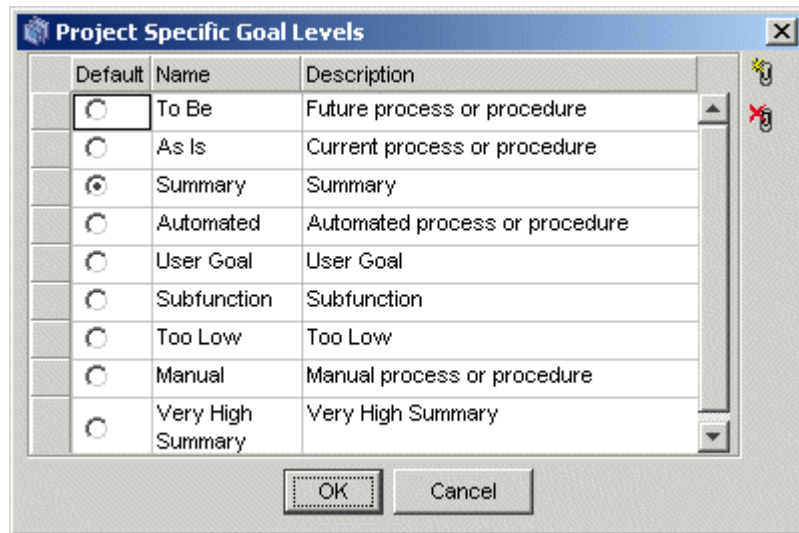 Project Specific Goal Levels
Default Name Description
To Be Future process or procedure
As Is Current process or procedure
Summary Summary
Automated Automated process or procedure
User Goal User Goal
Subfunction Subfunction
Too Low Too Low
Manual Manual process or procedure
Very High Very High Summary
Summary
OK Cancel